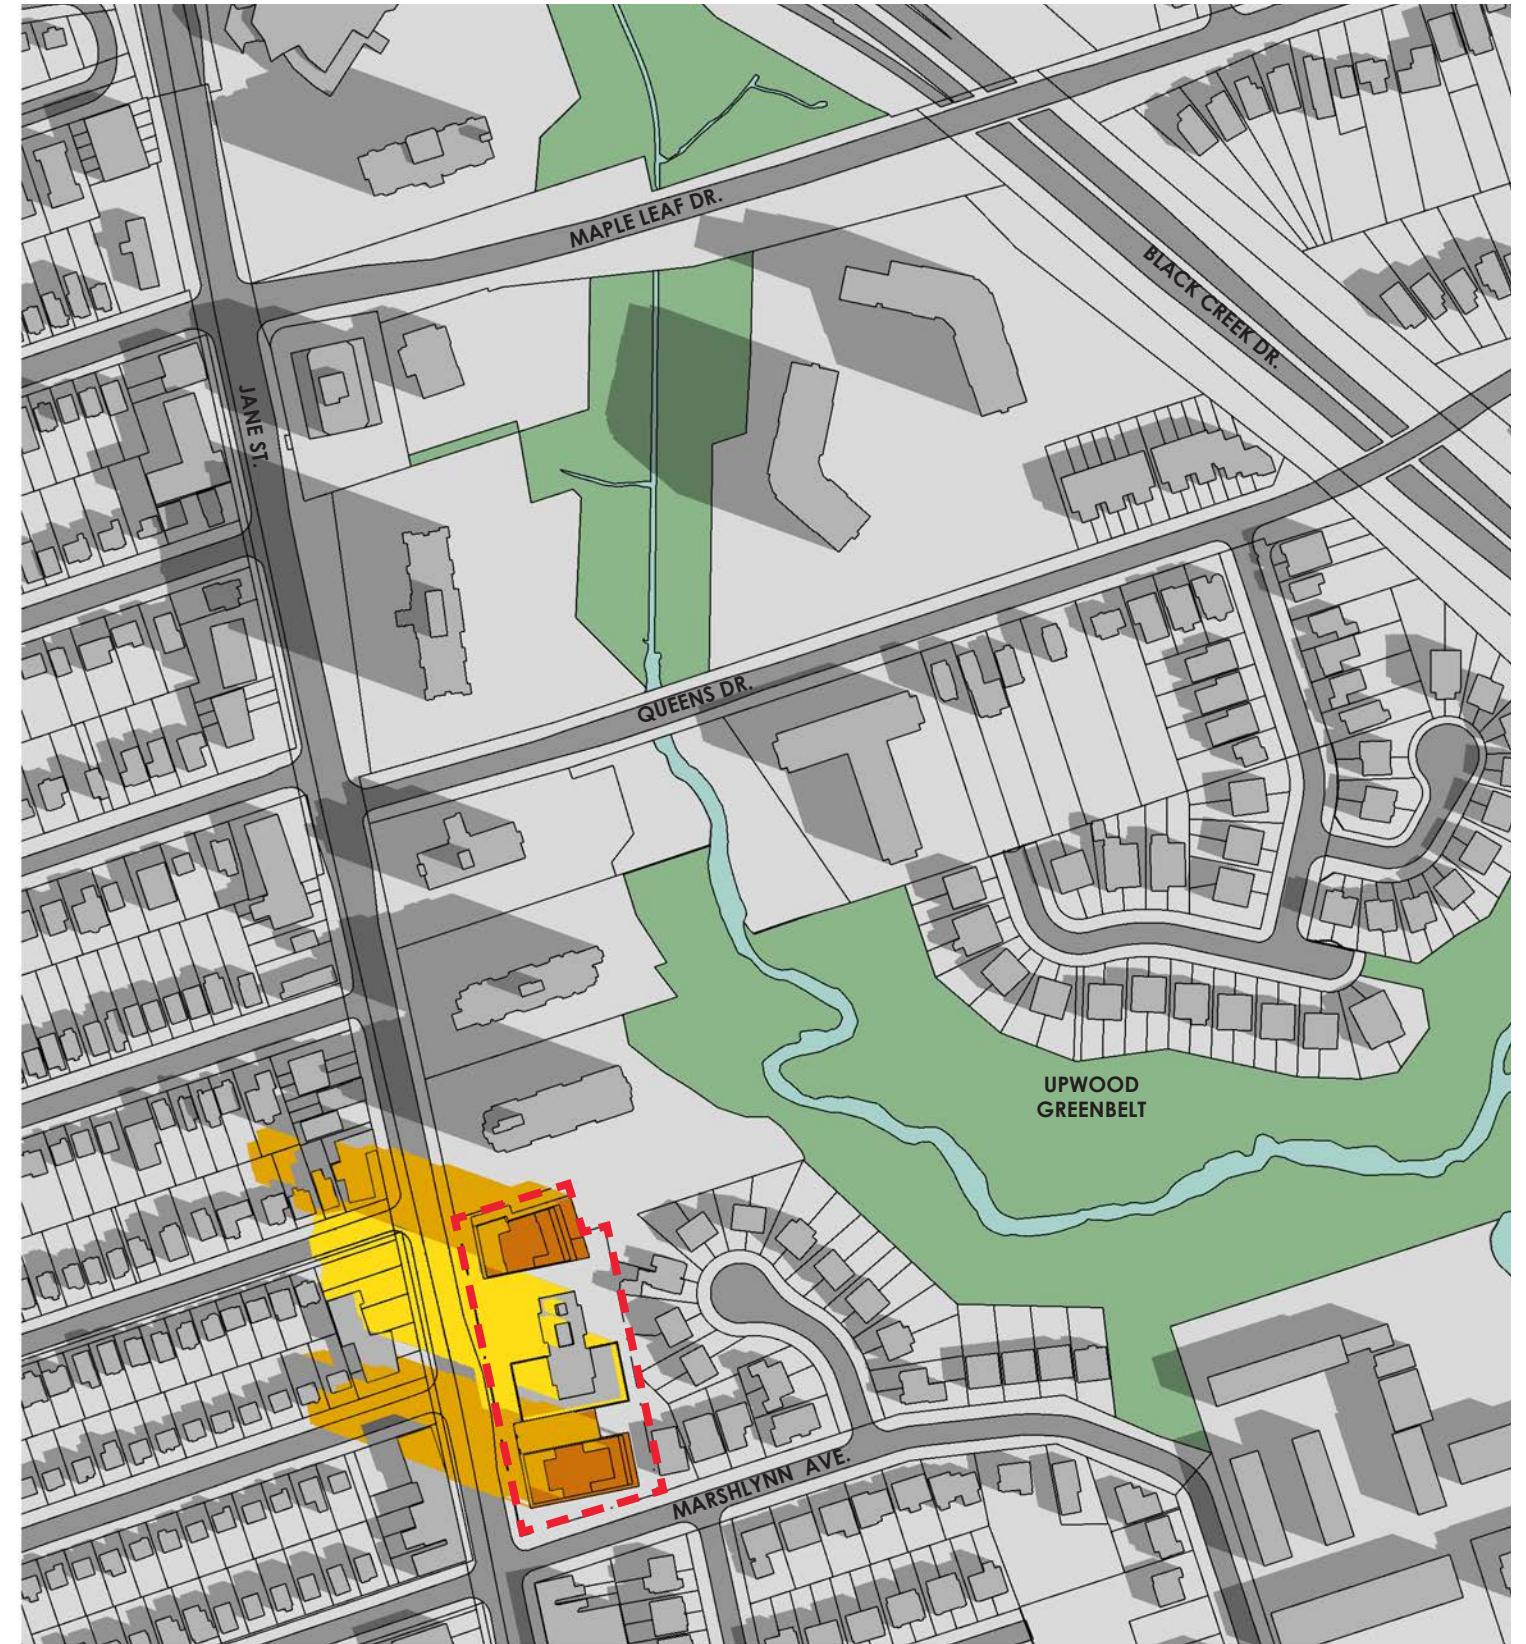 MAPLE LEAF DR.
BLACK CREEK DR.
JANE ST.
QUEENS DR.
UPWOOD
GREENBELT
MARSHLYNN AVE.